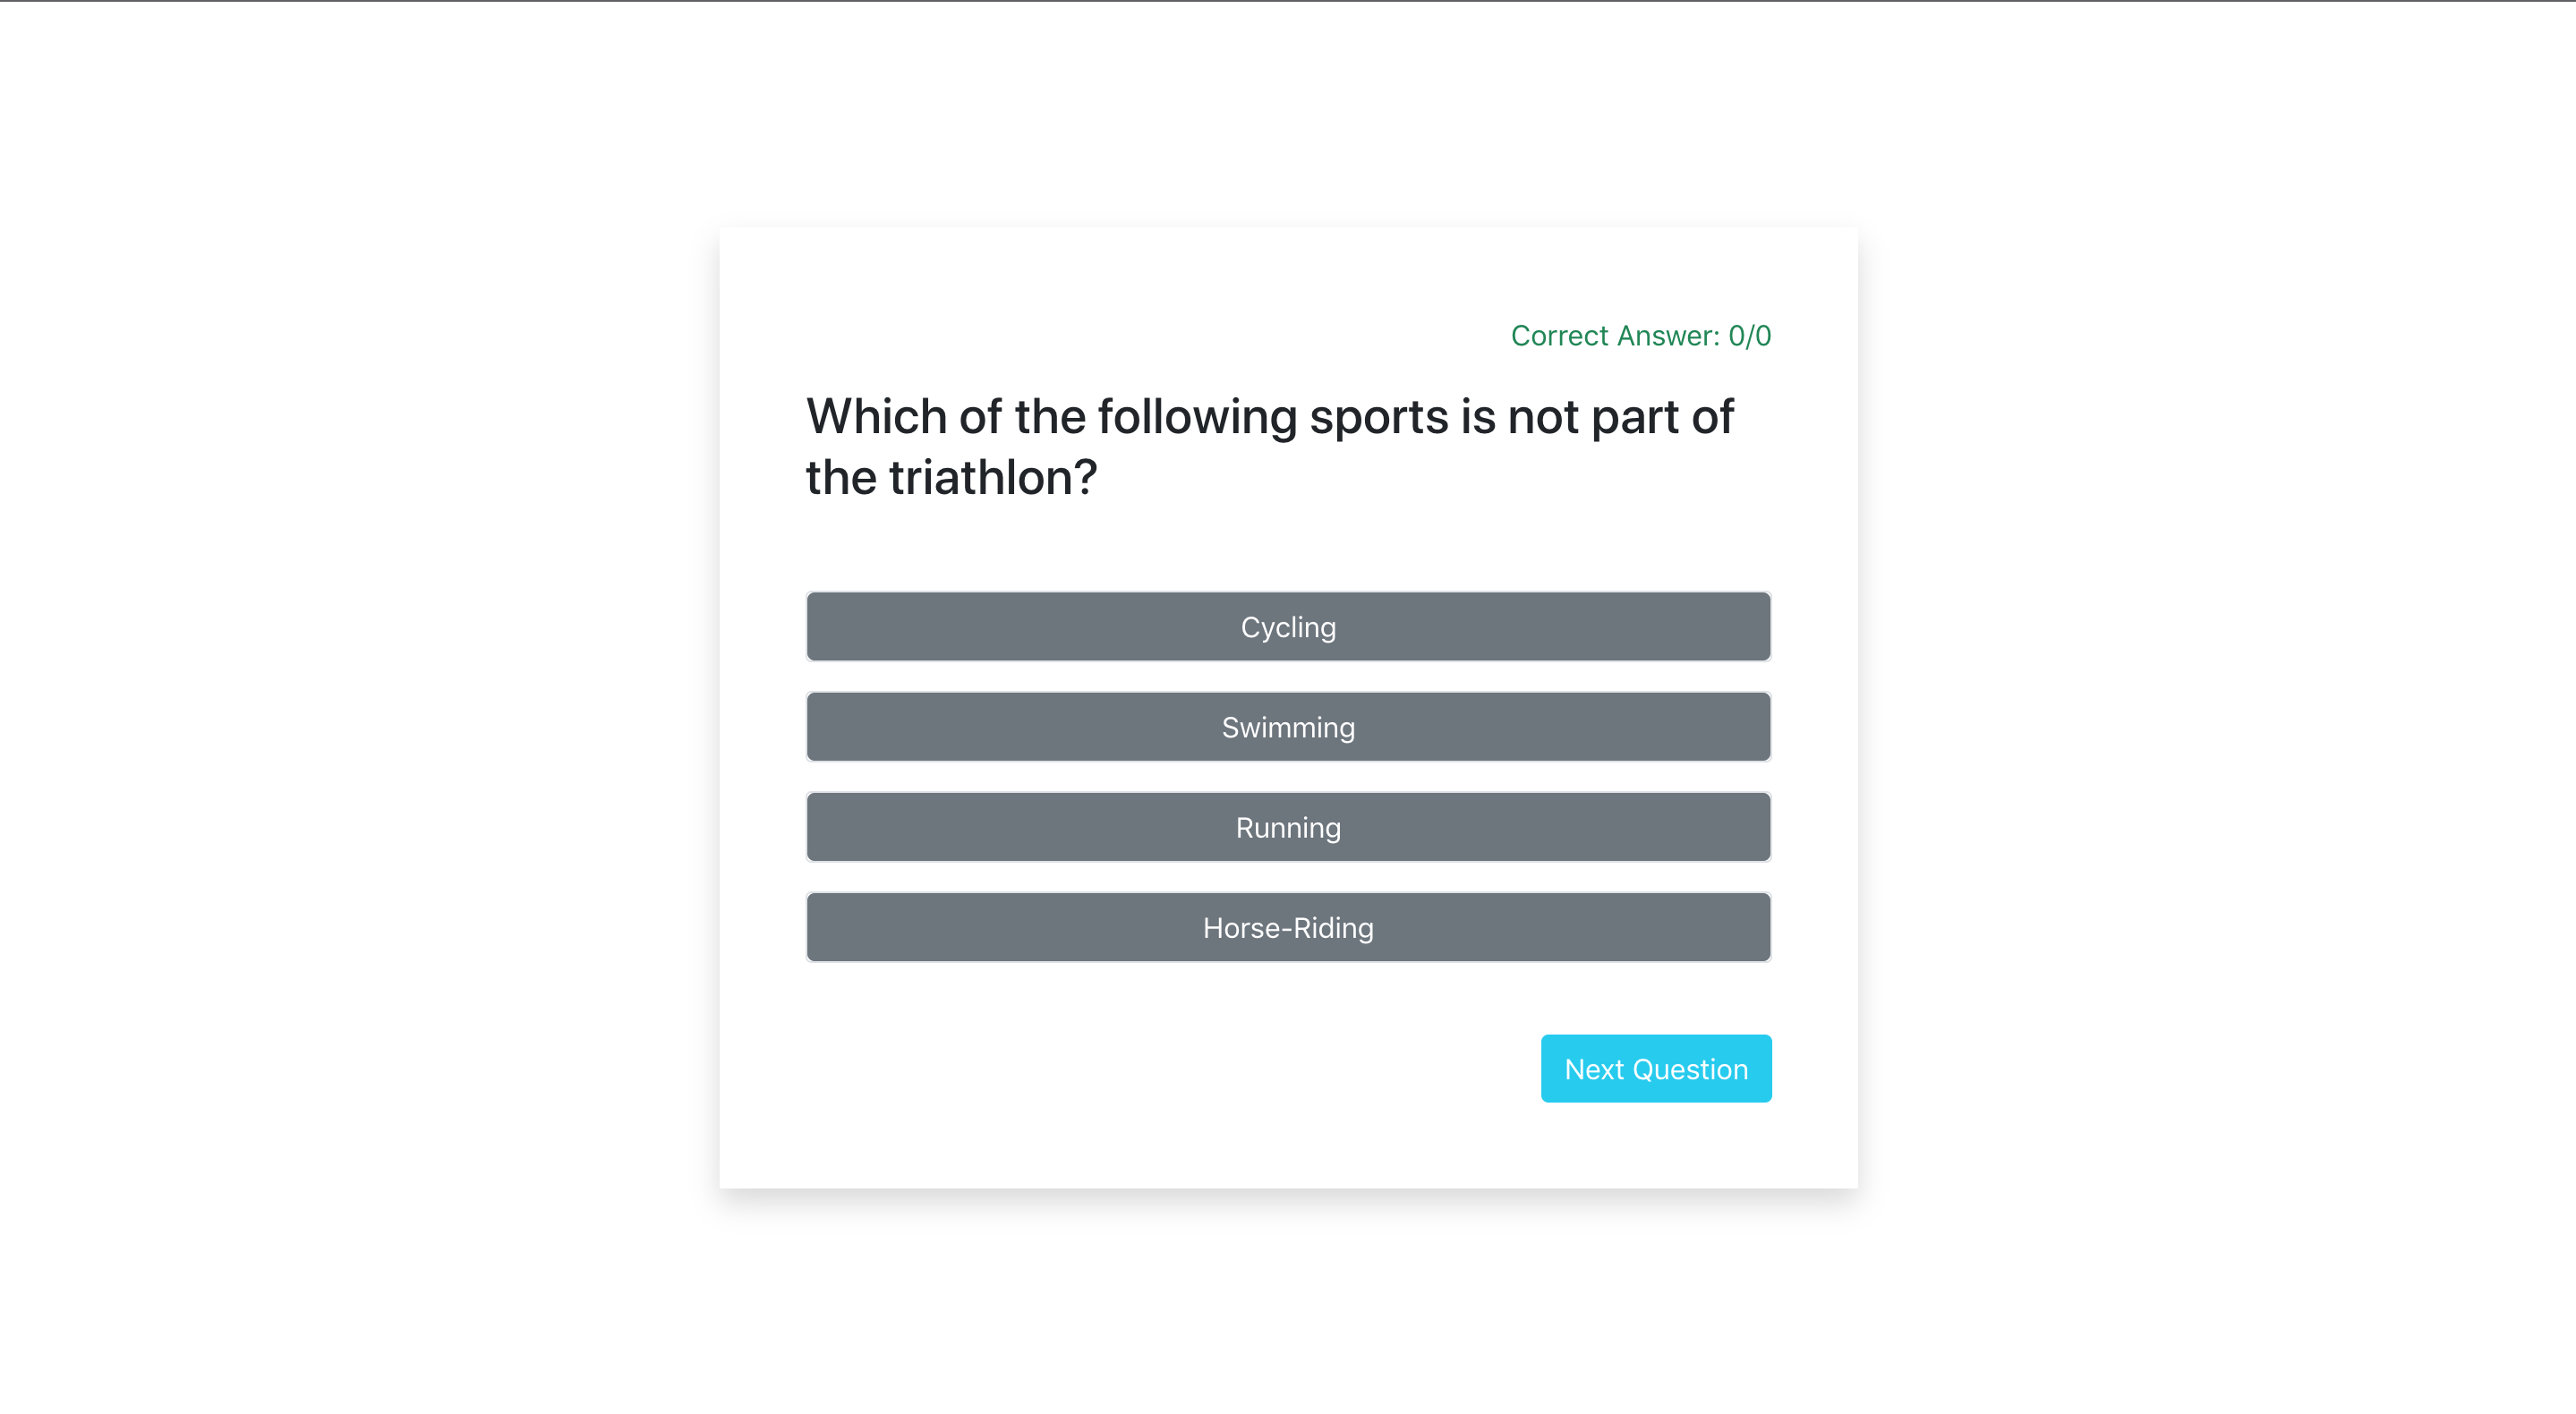 Correct Answer: 0/0
Which of the following sports is not part of
the triathlon?
Cycling
Swimming
Running
Horse-Riding
Next Question